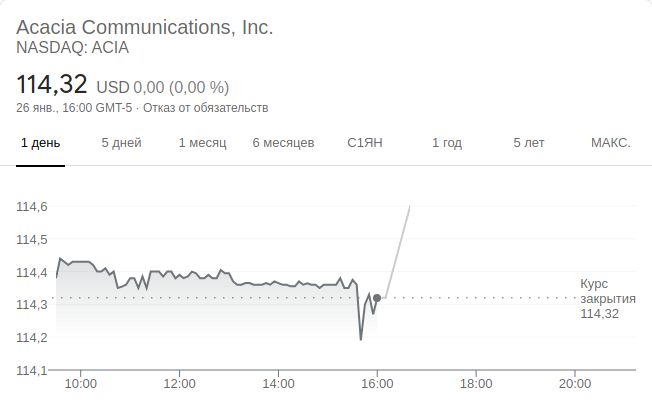 Acacia Communications, Inc.
NASDAQ: ACIA
114,32 USD 0,00 (0,00 %)
26 янв., 16:00 GMT-5 · Отказ от обязательств
1 день 5 дней 1 месяц 6 месяцев С1ЯН 1 год 5 лет МАКС.
114,6
114,5
114,4
114,3
114,2
114,1
Курс
закрытия
114,32
10:00 12:00 14:00 16:00 18:00 20:00